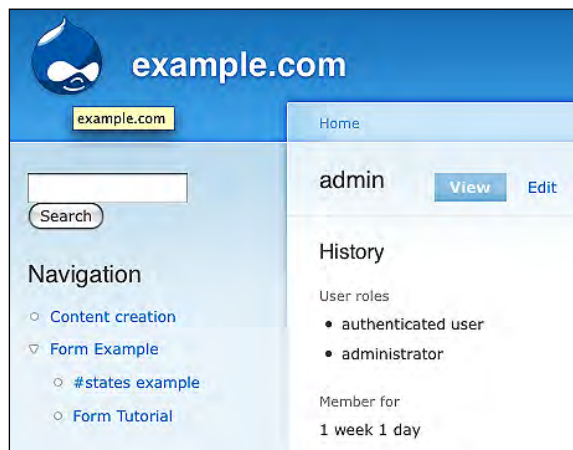 example.com
example.com
Search
Navigation
Content creation
Form Example
#states example
Form Tutorial
Home
admin View Edit
History
User roles
authenticated user
administrator
Member for
1 week 1 day